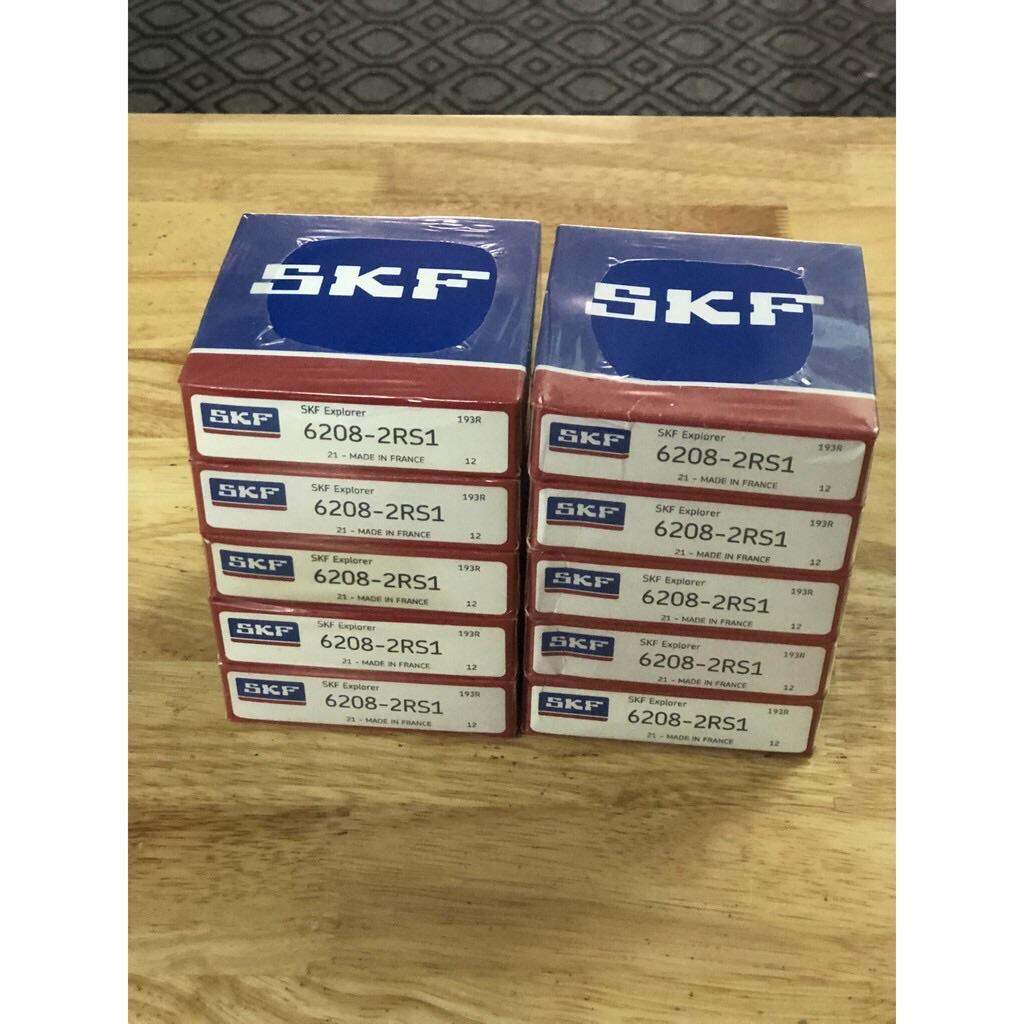 SKF
SKF
SKF
SKF Explorer
193R
6208-2RS1
21 - MADE IN FRANCE
12
SKF
SKF Explorer
193R
6208-2RS1
21 - MADE IN FRANCE
12
SKF
SKF Explorer
193R
6208-2RS1
21 - MADE IN FRANCE
12
SKF
SKF Explorer
193R
6208-2RS1
21 - MADE IN FRANCE
12
SKF
SKF Explorer
193R
6208-2RS1
21 - MADE IN FRANCE
12
SKF
SKF Explorer
193R
6208-2RS1
21 - MADE IN FRANCE
12
SKF
SKF Explorer
193R
6208-2RS1
21 - MADE IN FRANCE
12
SKF
SKF Explorer
193R
6208-2RS1
21 - MADE IN FRANCE
12
SKF
SKF Explorer
193R
6208-2RS1
21 - MADE IN FRANCE
12
SKF
SKF Explorer
193R
6208-2RS1
21 - MADE IN FRANCE
12